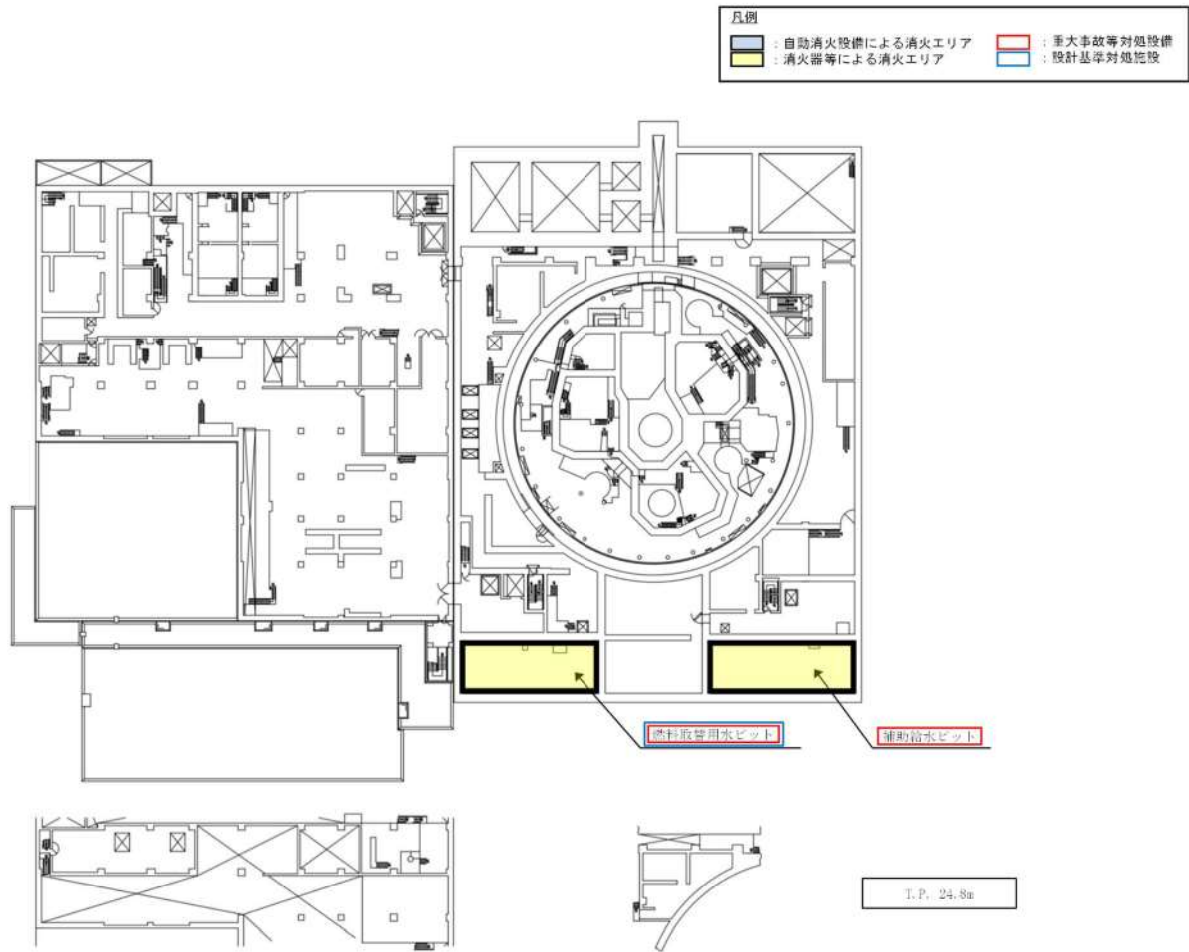 凡例
：自動消火設備による消火エリア
：重大事故等対処設備
：消火器等による消火エリア
：設計基準対処施設
燃料取替用水ピット
補助給水ピット
T.P. 24.8m